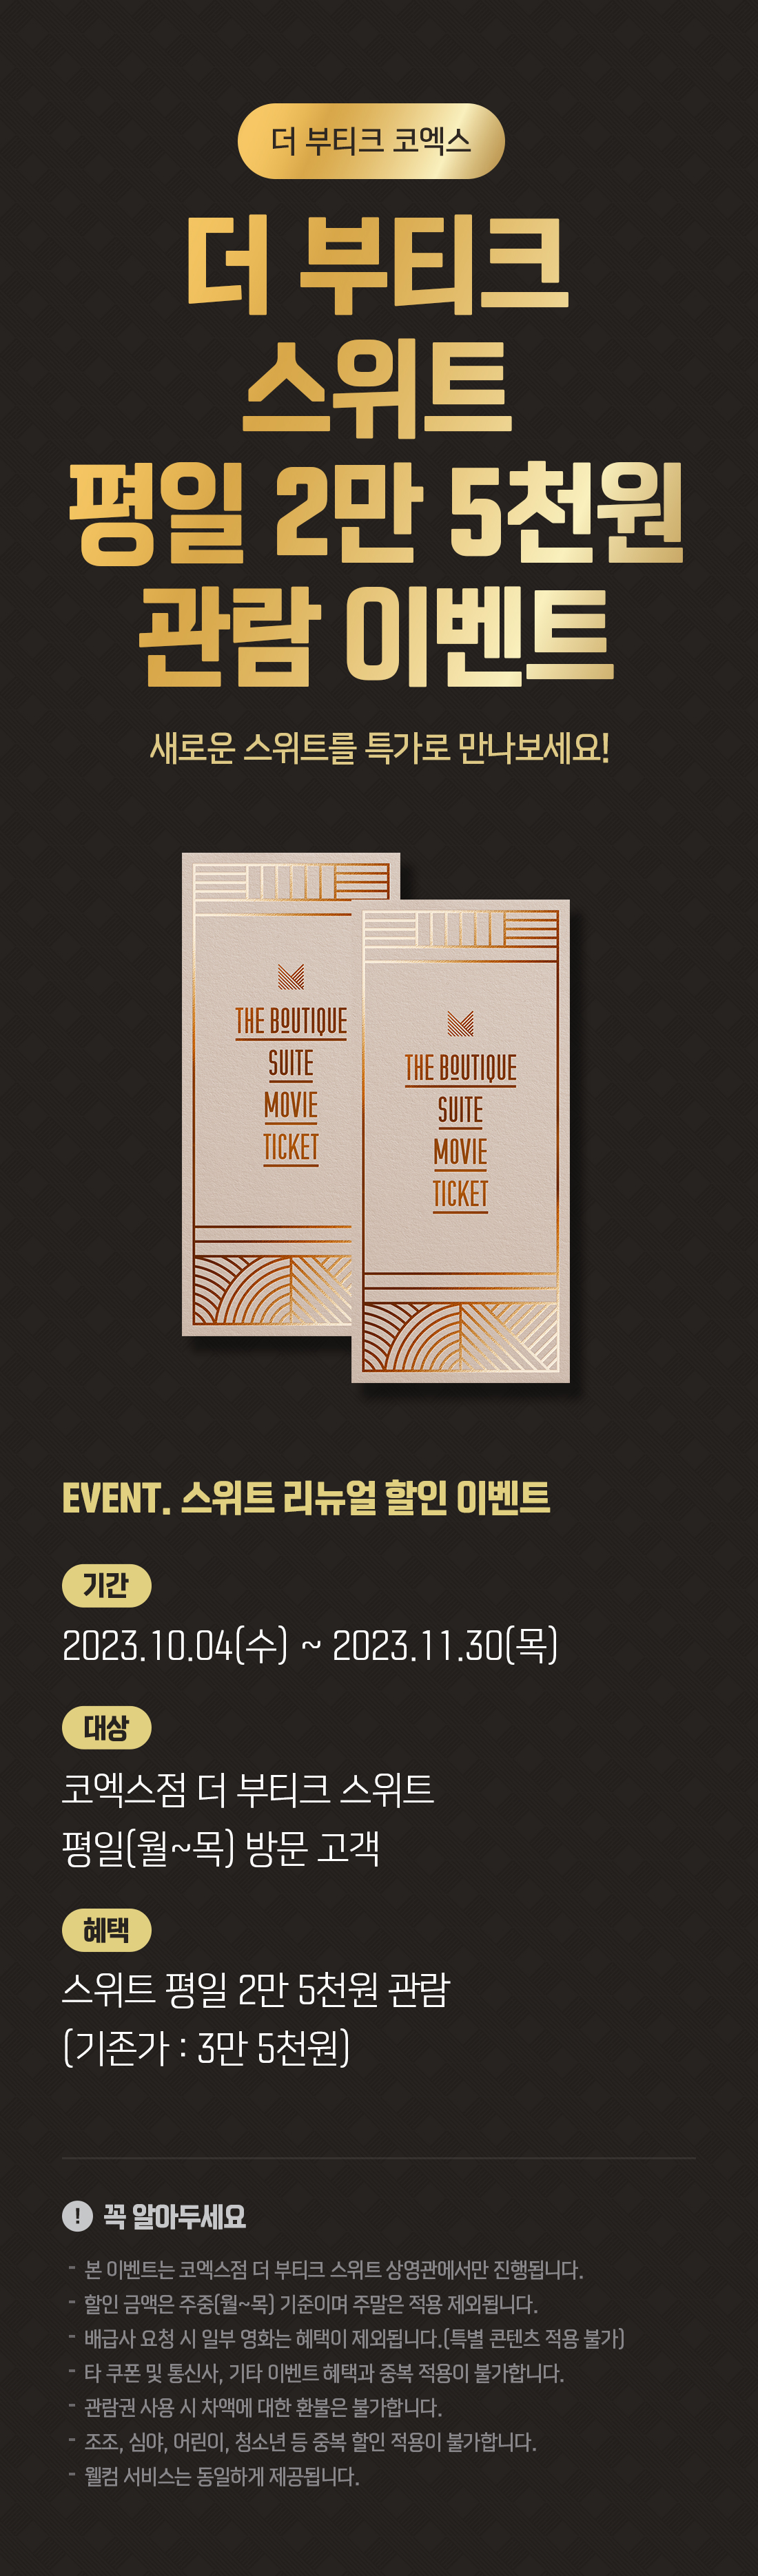 더 부티크 코엑스
더 부티크
스위트
평일 2만 5천원
관람 이벤트
새로운 스위트를 특가로 만나보세요!
THE BOUTIQUE
SUITE
MOVIE
TICKET
THE BOUTIQUE
SUITE
MOVIE
TICKET
EVENT. 스위트 리뉴얼 할인 이벤트
기간
2023.10.04(수) ~ 2023.11.30(목)
대상
코엑스점 더 부티크 스위트
평일(월~목) 방문 고객
혜택
스위트 평일 2만 5천원 관람
(기존가 : 3만 5천원)
! 꼭 알아두세요
- 본 이벤트는 코엑스점 더 부티크 스위트 상영관에서만 진행됩니다.
- 할인 금액은 주중(월~목) 기준이며 주말은 적용 제외됩니다.
- 배급사 요청 시 일부 영화는 혜택이 제외됩니다.(특별 콘텐츠 적용 불가)
- 타 쿠폰 및 통신사, 기타 이벤트 혜택과 중복 적용이 불가합니다.
- 관람권 사용 시 차액에 대한 환불은 불가합니다.
- 조조, 심야, 어린이, 청소년 등 중복 할인 적용이 불가합니다.
- 웰컴 서비스는 동일하게 제공됩니다.